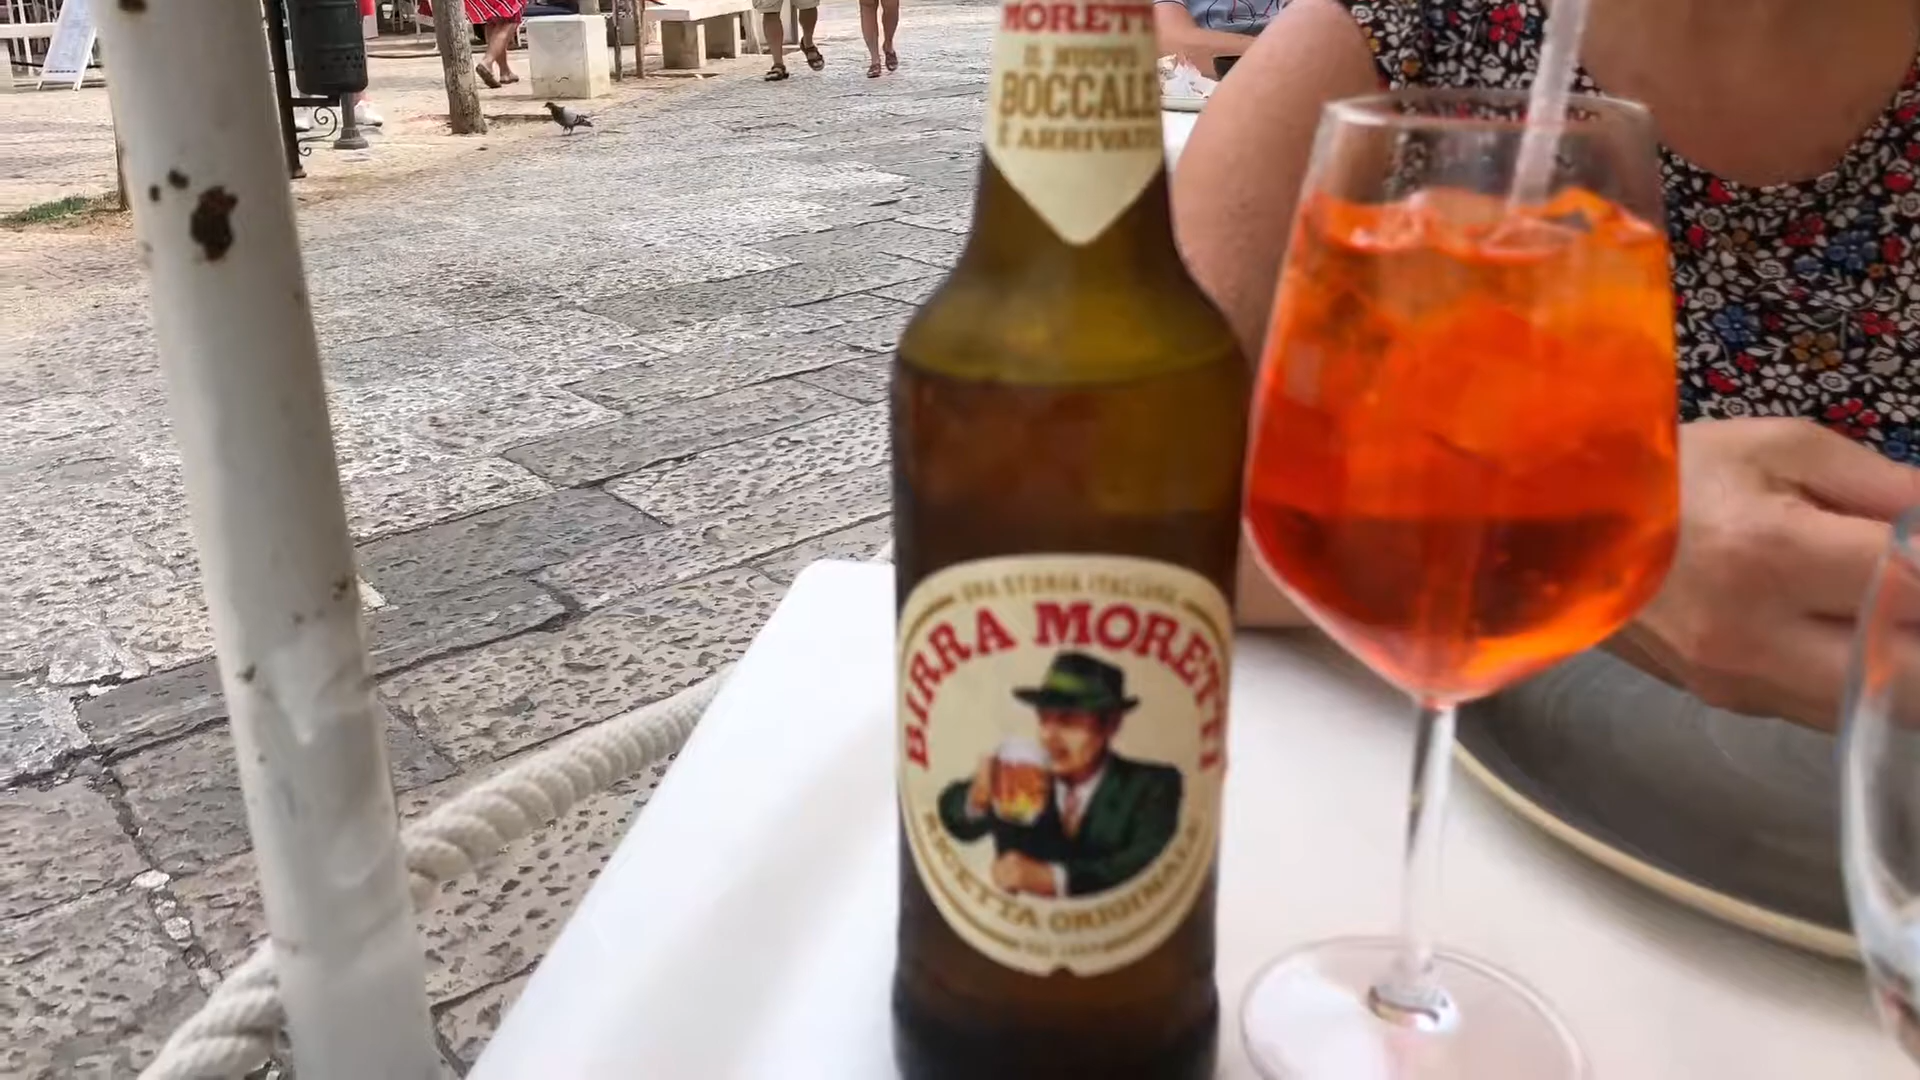 MORETTI
IL NUOVO
BOCCALE
È ARRIVATO
UNA STORIA ITALIANA
BIRRA MORETTI
RICETTA ORIGINALE